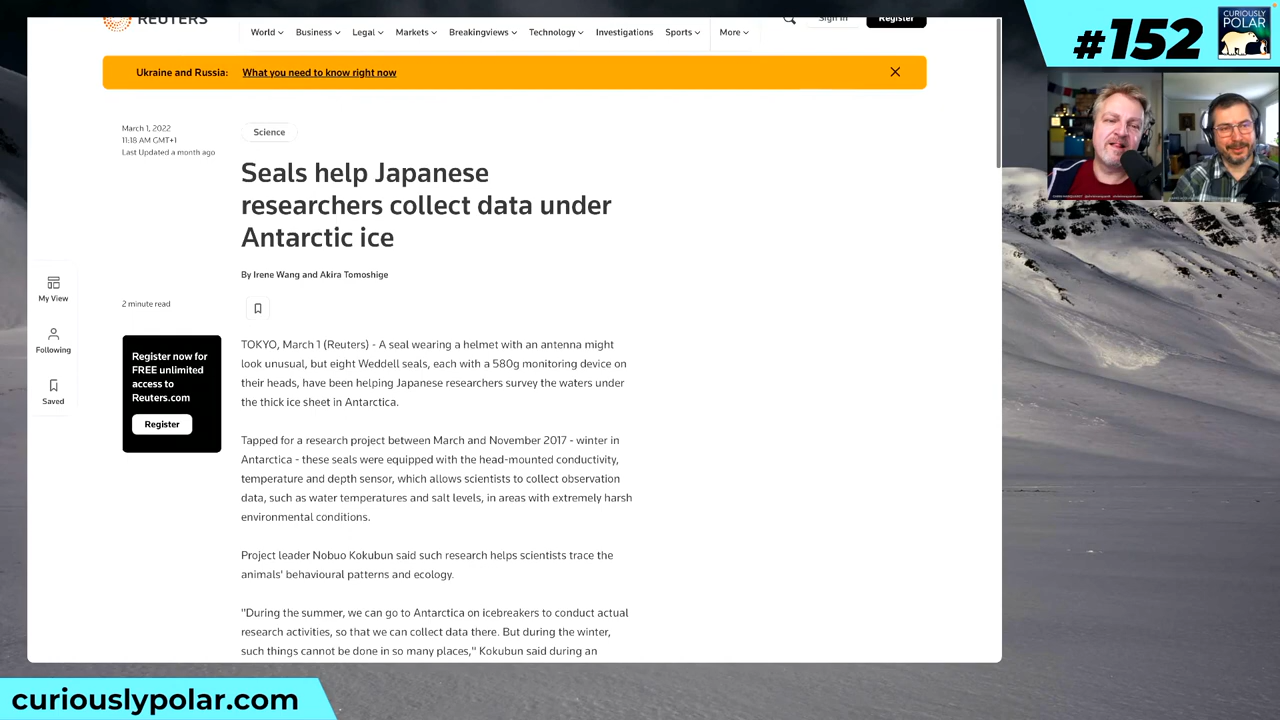 REUTERS
World
Business
Legal
Markets
Breakingviews
Technology
Investigations
Sports
More
Sign In
Register
#152
CURIOUSLY
POLAR
Ukraine and Russia: What you need to know right now
March 1, 2022
11:18 AM GMT+1
Last Updated a month ago
Science
Seals help Japanese
researchers collect data under
Antarctic ice
By Irene Wang and Akira Tomoshige
2 minute read
My View
Following
Saved
Register now for
FREE unlimited
access to
Reuters.com
Register
TOKYO, March 1 (Reuters) - A seal wearing a helmet with an antenna might
look unusual, but eight Weddell seals, each with a 580g monitoring device on
their heads, have been helping Japanese researchers survey the waters under
the thick ice sheet in Antarctica.
Tapped for a research project between March and November 2017 - winter in
Antarctica - these seals were equipped with the head-mounted conductivity,
temperature and depth sensor, which allows scientists to collect observation
data, such as water temperatures and salt levels, in areas with extremely harsh
environmental conditions.
Project leader Nobuo Kokubun said such research helps scientists trace the
animals' behavioural patterns and ecology.
"During the summer, we can go to Antarctica on icebreakers to conduct actual
research activities, so that we can collect data there. But during the winter,
such things cannot be done in so many places," Kokubun said during an
curiouslypolar.com